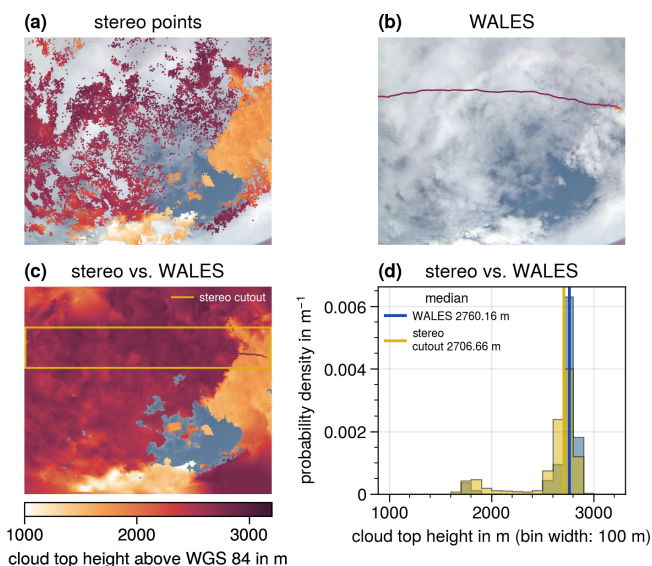 (a) stereo points
(b) WALES
(c) stereo vs. WALES
stereo cutout
1000 2000 3000
cloud top height above WGS 84 in m
(d) stereo vs. WALES
median
WALES 2760.16 m
stereo
cutout 2706.66 m
probability density in m⁻¹
0.006
0.004
0.002
0
1000 2000 3000
cloud top height in m (bin width: 100 m)